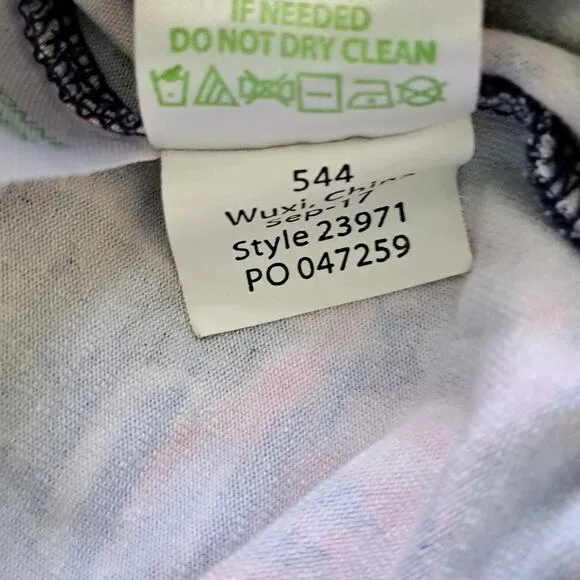 IF NEEDED
DO NOT DRY CLEAN
544
Wuxi, China
Sep-17
Style 23971
PO 047259